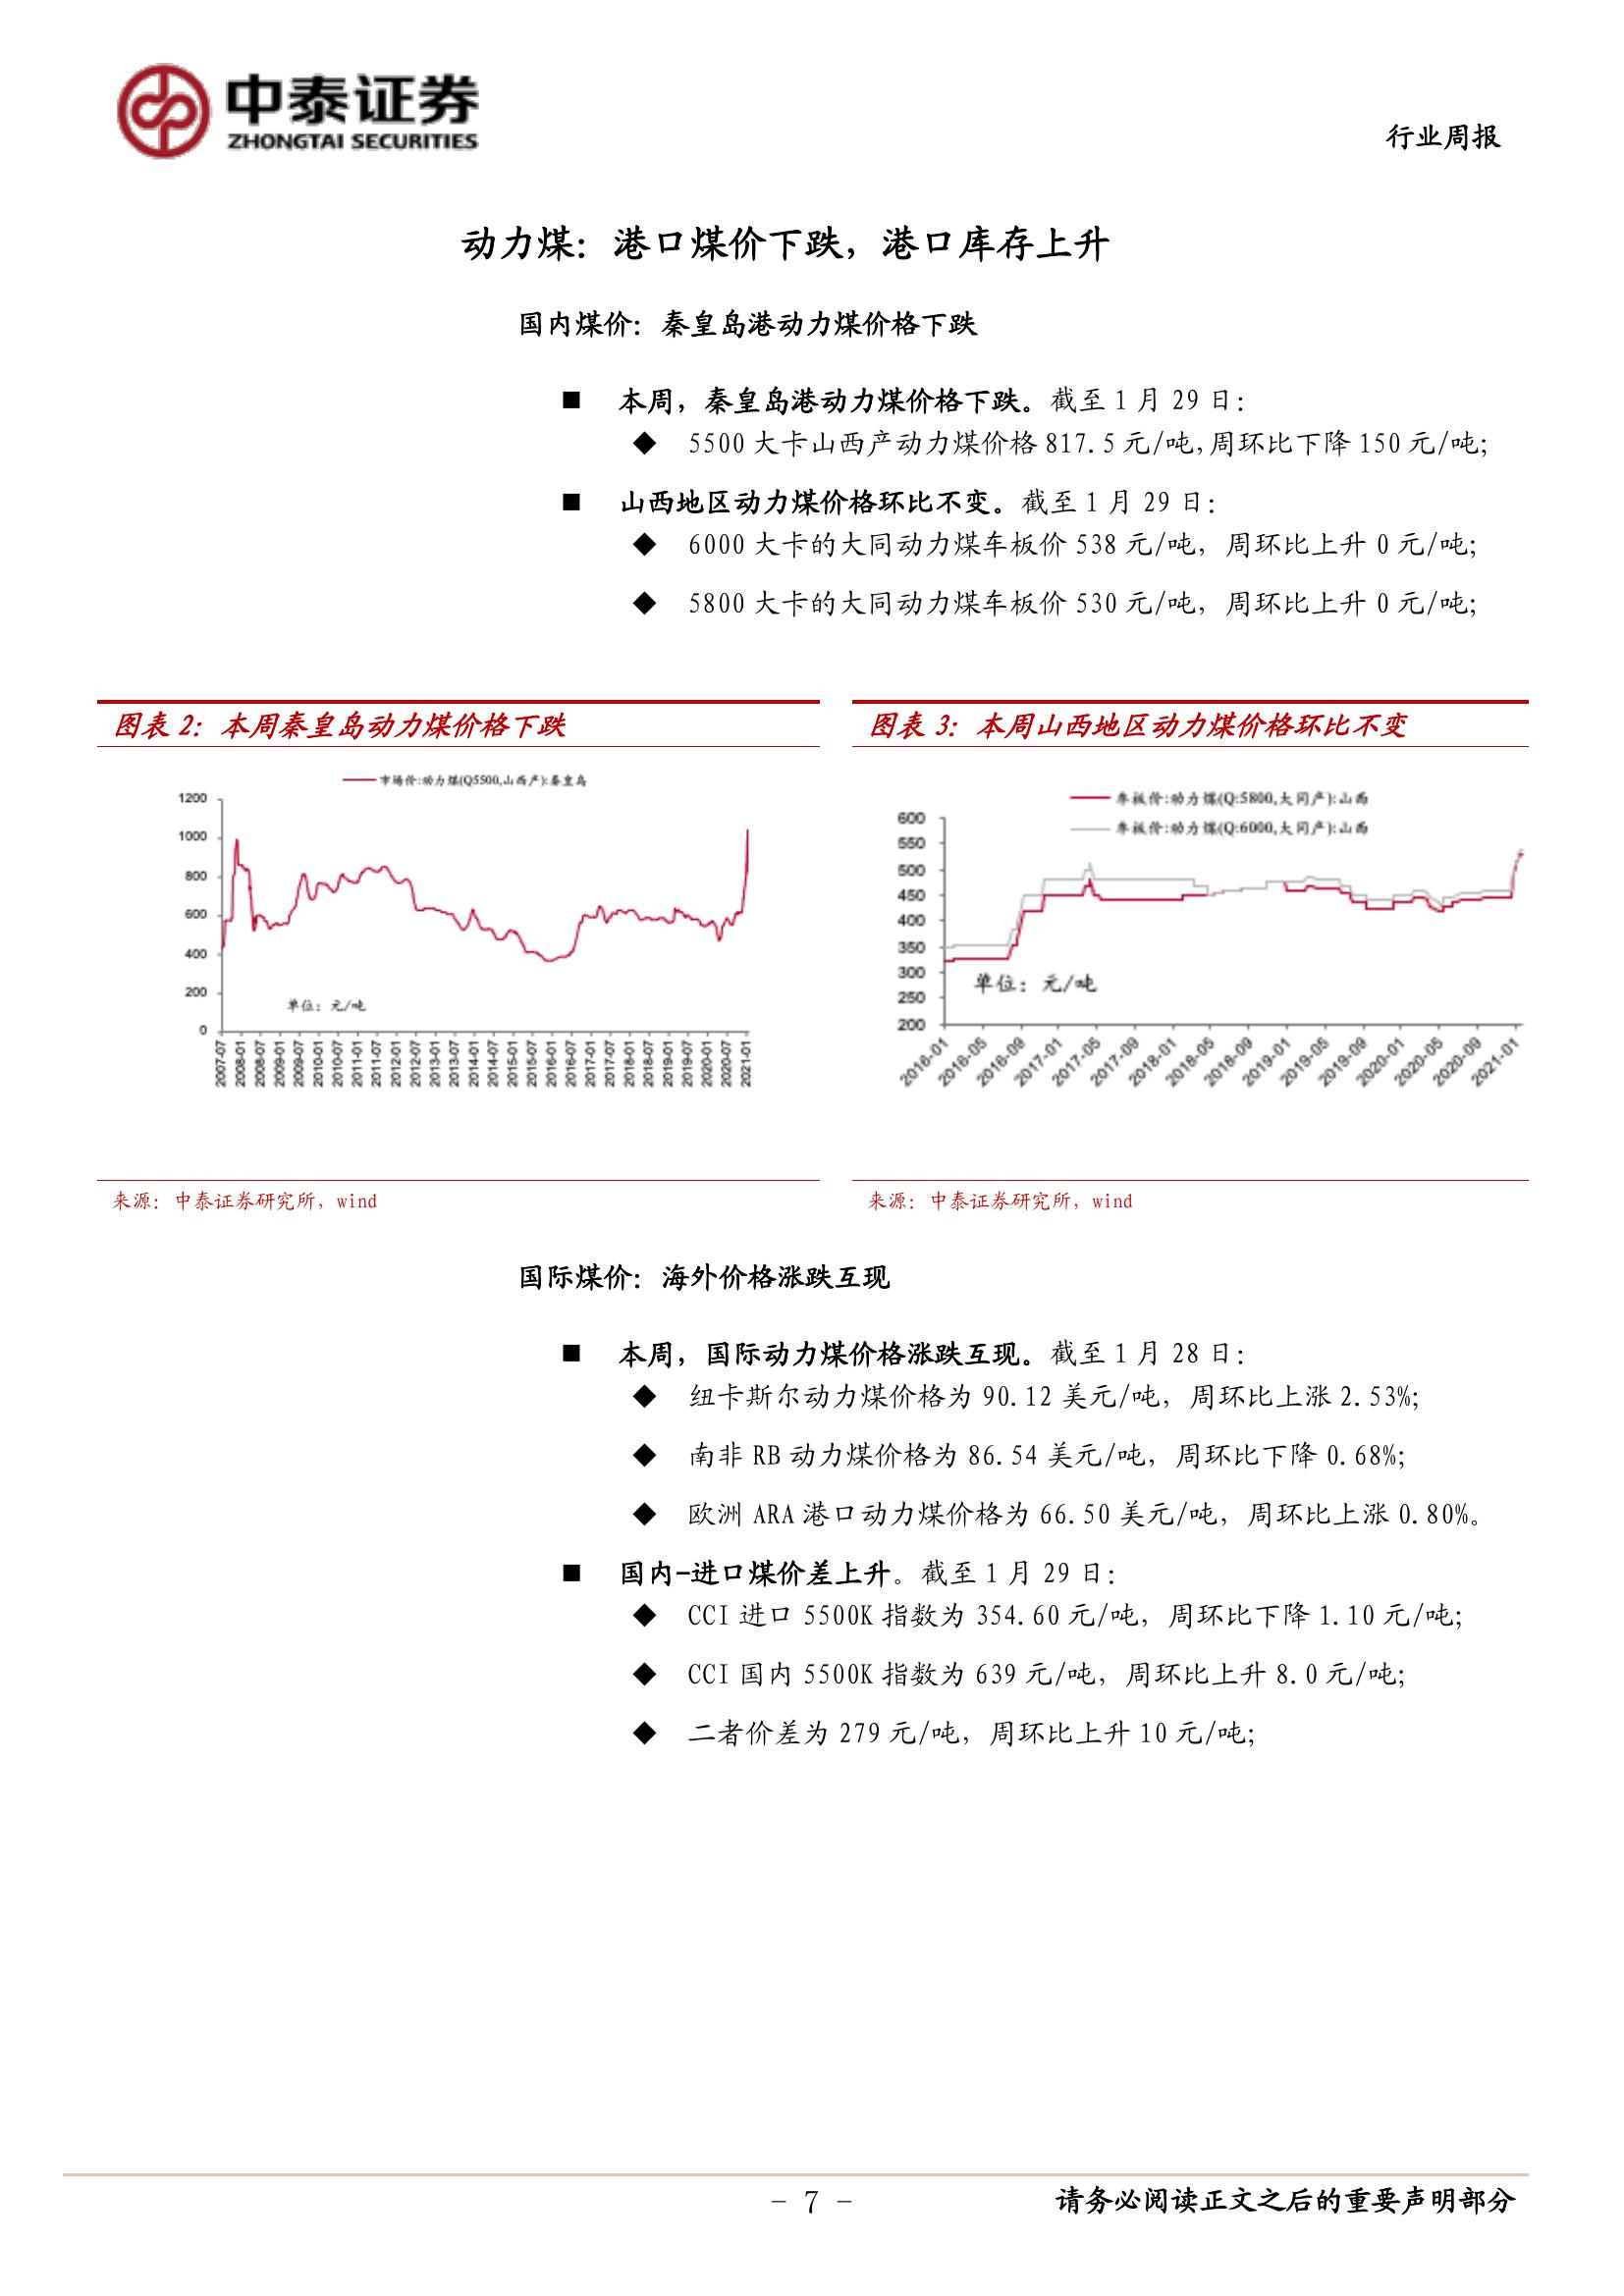 中泰证券
ZHONGTAI SECURITIES
行业周报
动力煤：港口煤价下跌，港口库存上升
国内煤价：秦皇岛港动力煤价格下跌
■ 本周，秦皇岛港动力煤价格下跌。截至 1 月 29 日：
◆ 5500 大卡山西产动力煤价格 817.5 元/吨，周环比下降 150 元/吨；
■ 山西地区动力煤价格环比不变。截至 1 月 29 日：
◆ 6000 大卡的大同动力煤车板价 538 元/吨，周环比上升 0 元/吨；
◆ 5800 大卡的大同动力煤车板价 530 元/吨，周环比上升 0 元/吨；
图表 2：本周秦皇岛动力煤价格下跌
市场价:动力煤(Q5500,山西产):秦皇岛
1200
1000
800
600
400
200
0
单位：元/吨
2007-07
2008-01
2008-07
2009-01
2009-07
2010-01
2010-07
2011-01
2011-07
2012-01
2012-07
2013-01
2013-07
2014-01
2014-07
2015-01
2015-07
2016-01
2016-07
2017-01
2017-07
2018-01
2018-07
2019-01
2019-07
2020-01
2020-07
2021-01
来源：中泰证券研究所，wind
图表 3：本周山西地区动力煤价格环比不变
车板价:动力煤(Q:5800,大同产):山西
车板价:动力煤(Q:6000,大同产):山西
600
550
500
450
400
350
300
250
200
单位：元/吨
2016-01
2016-05
2016-09
2017-01
2017-05
2017-09
2018-01
2018-05
2018-09
2019-01
2019-05
2019-09
2020-01
2020-05
2020-09
2021-01
来源：中泰证券研究所，wind
国际煤价：海外价格涨跌互现
■ 本周，国际动力煤价格涨跌互现。截至 1 月 28 日：
◆ 纽卡斯尔动力煤价格为 90.12 美元/吨，周环比上涨 2.53%；
◆ 南非 RB 动力煤价格为 86.54 美元/吨，周环比下降 0.68%；
◆ 欧洲 ARA 港口动力煤价格为 66.50 美元/吨，周环比上涨 0.80%。
■ 国内-进口煤价差上升。截至 1 月 29 日：
◆ CCI 进口 5500K 指数为 354.60 元/吨，周环比下降 1.10 元/吨；
◆ CCI 国内 5500K 指数为 639 元/吨，周环比上升 8.0 元/吨；
◆ 二者价差为 279 元/吨，周环比上升 10 元/吨；
- 7 -
请务必阅读正文之后的重要声明部分